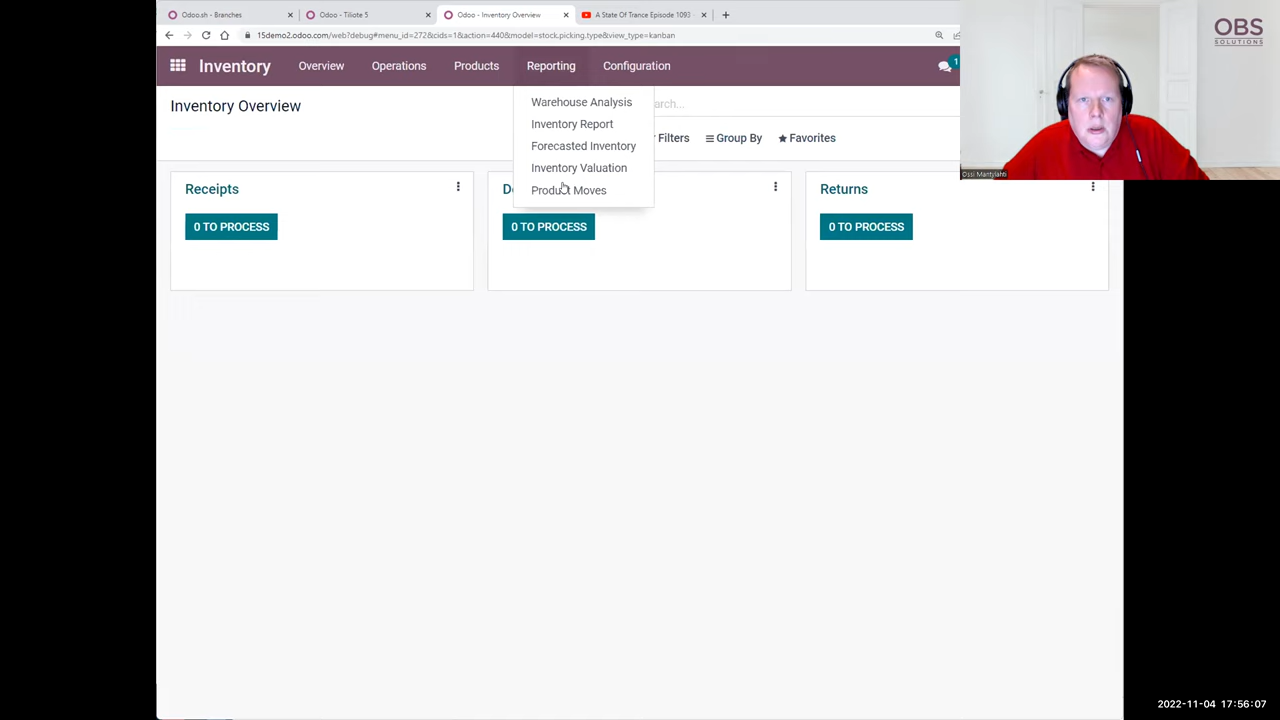 Odoo.sh - Branches
Odoo - Tiliote 5
Odoo - Inventory Overview
A State Of Trance Episode 1093
15demo2.odoo.com/web?debug#menu_id=272&cids=1&action=440&model=stock.picking.type&view_type=kanban
OBS
SOLUTIONS
Inventory
Overview
Operations
Products
Reporting
Configuration
1
Inventory Overview
Warehouse Analysis
Inventory Report
Forecasted Inventory
Inventory Valuation
Product Moves
Filters
Group By
Favorites
Ossi Mantylahti
Receipts
0 TO PROCESS
0 TO PROCESS
Returns
0 TO PROCESS
2022-11-04 17:56:07